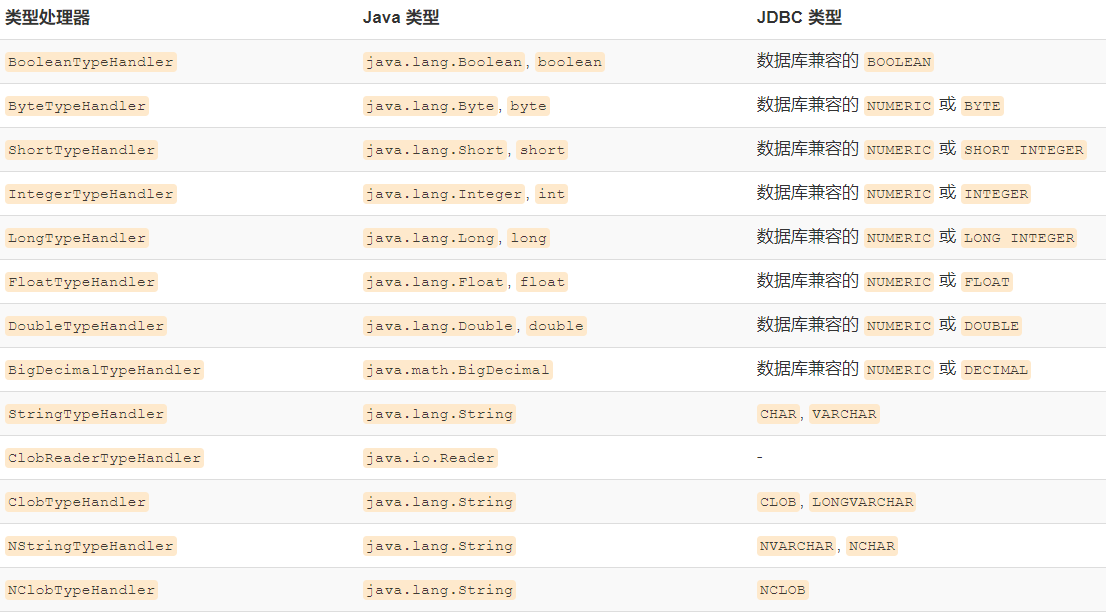 类型处理器 Java 类型 JDBC 类型
BooleanTypeHandler java.lang.Boolean, boolean 数据库兼容的 BOOLEAN
ByteTypeHandler java.lang.Byte, byte 数据库兼容的 NUMERIC 或 BYTE
ShortTypeHandler java.lang.Short, short 数据库兼容的 NUMERIC 或 SHORT INTEGER
IntegerTypeHandler java.lang.Integer, int 数据库兼容的 NUMERIC 或 INTEGER
LongTypeHandler java.lang.Long, long 数据库兼容的 NUMERIC 或 LONG INTEGER
FloatTypeHandler java.lang.Float, float 数据库兼容的 NUMERIC 或 FLOAT
DoubleTypeHandler java.lang.Double, double 数据库兼容的 NUMERIC 或 DOUBLE
BigDecimalTypeHandler java.math.BigDecimal 数据库兼容的 NUMERIC 或 DECIMAL
StringTypeHandler java.lang.String CHAR, VARCHAR
ClobReaderTypeHandler java.io.Reader -
ClobTypeHandler java.lang.String CLOB, LONGVARCHAR
NStringTypeHandler java.lang.String NVARCHAR, NCHAR
NClobTypeHandler java.lang.String NCLOB